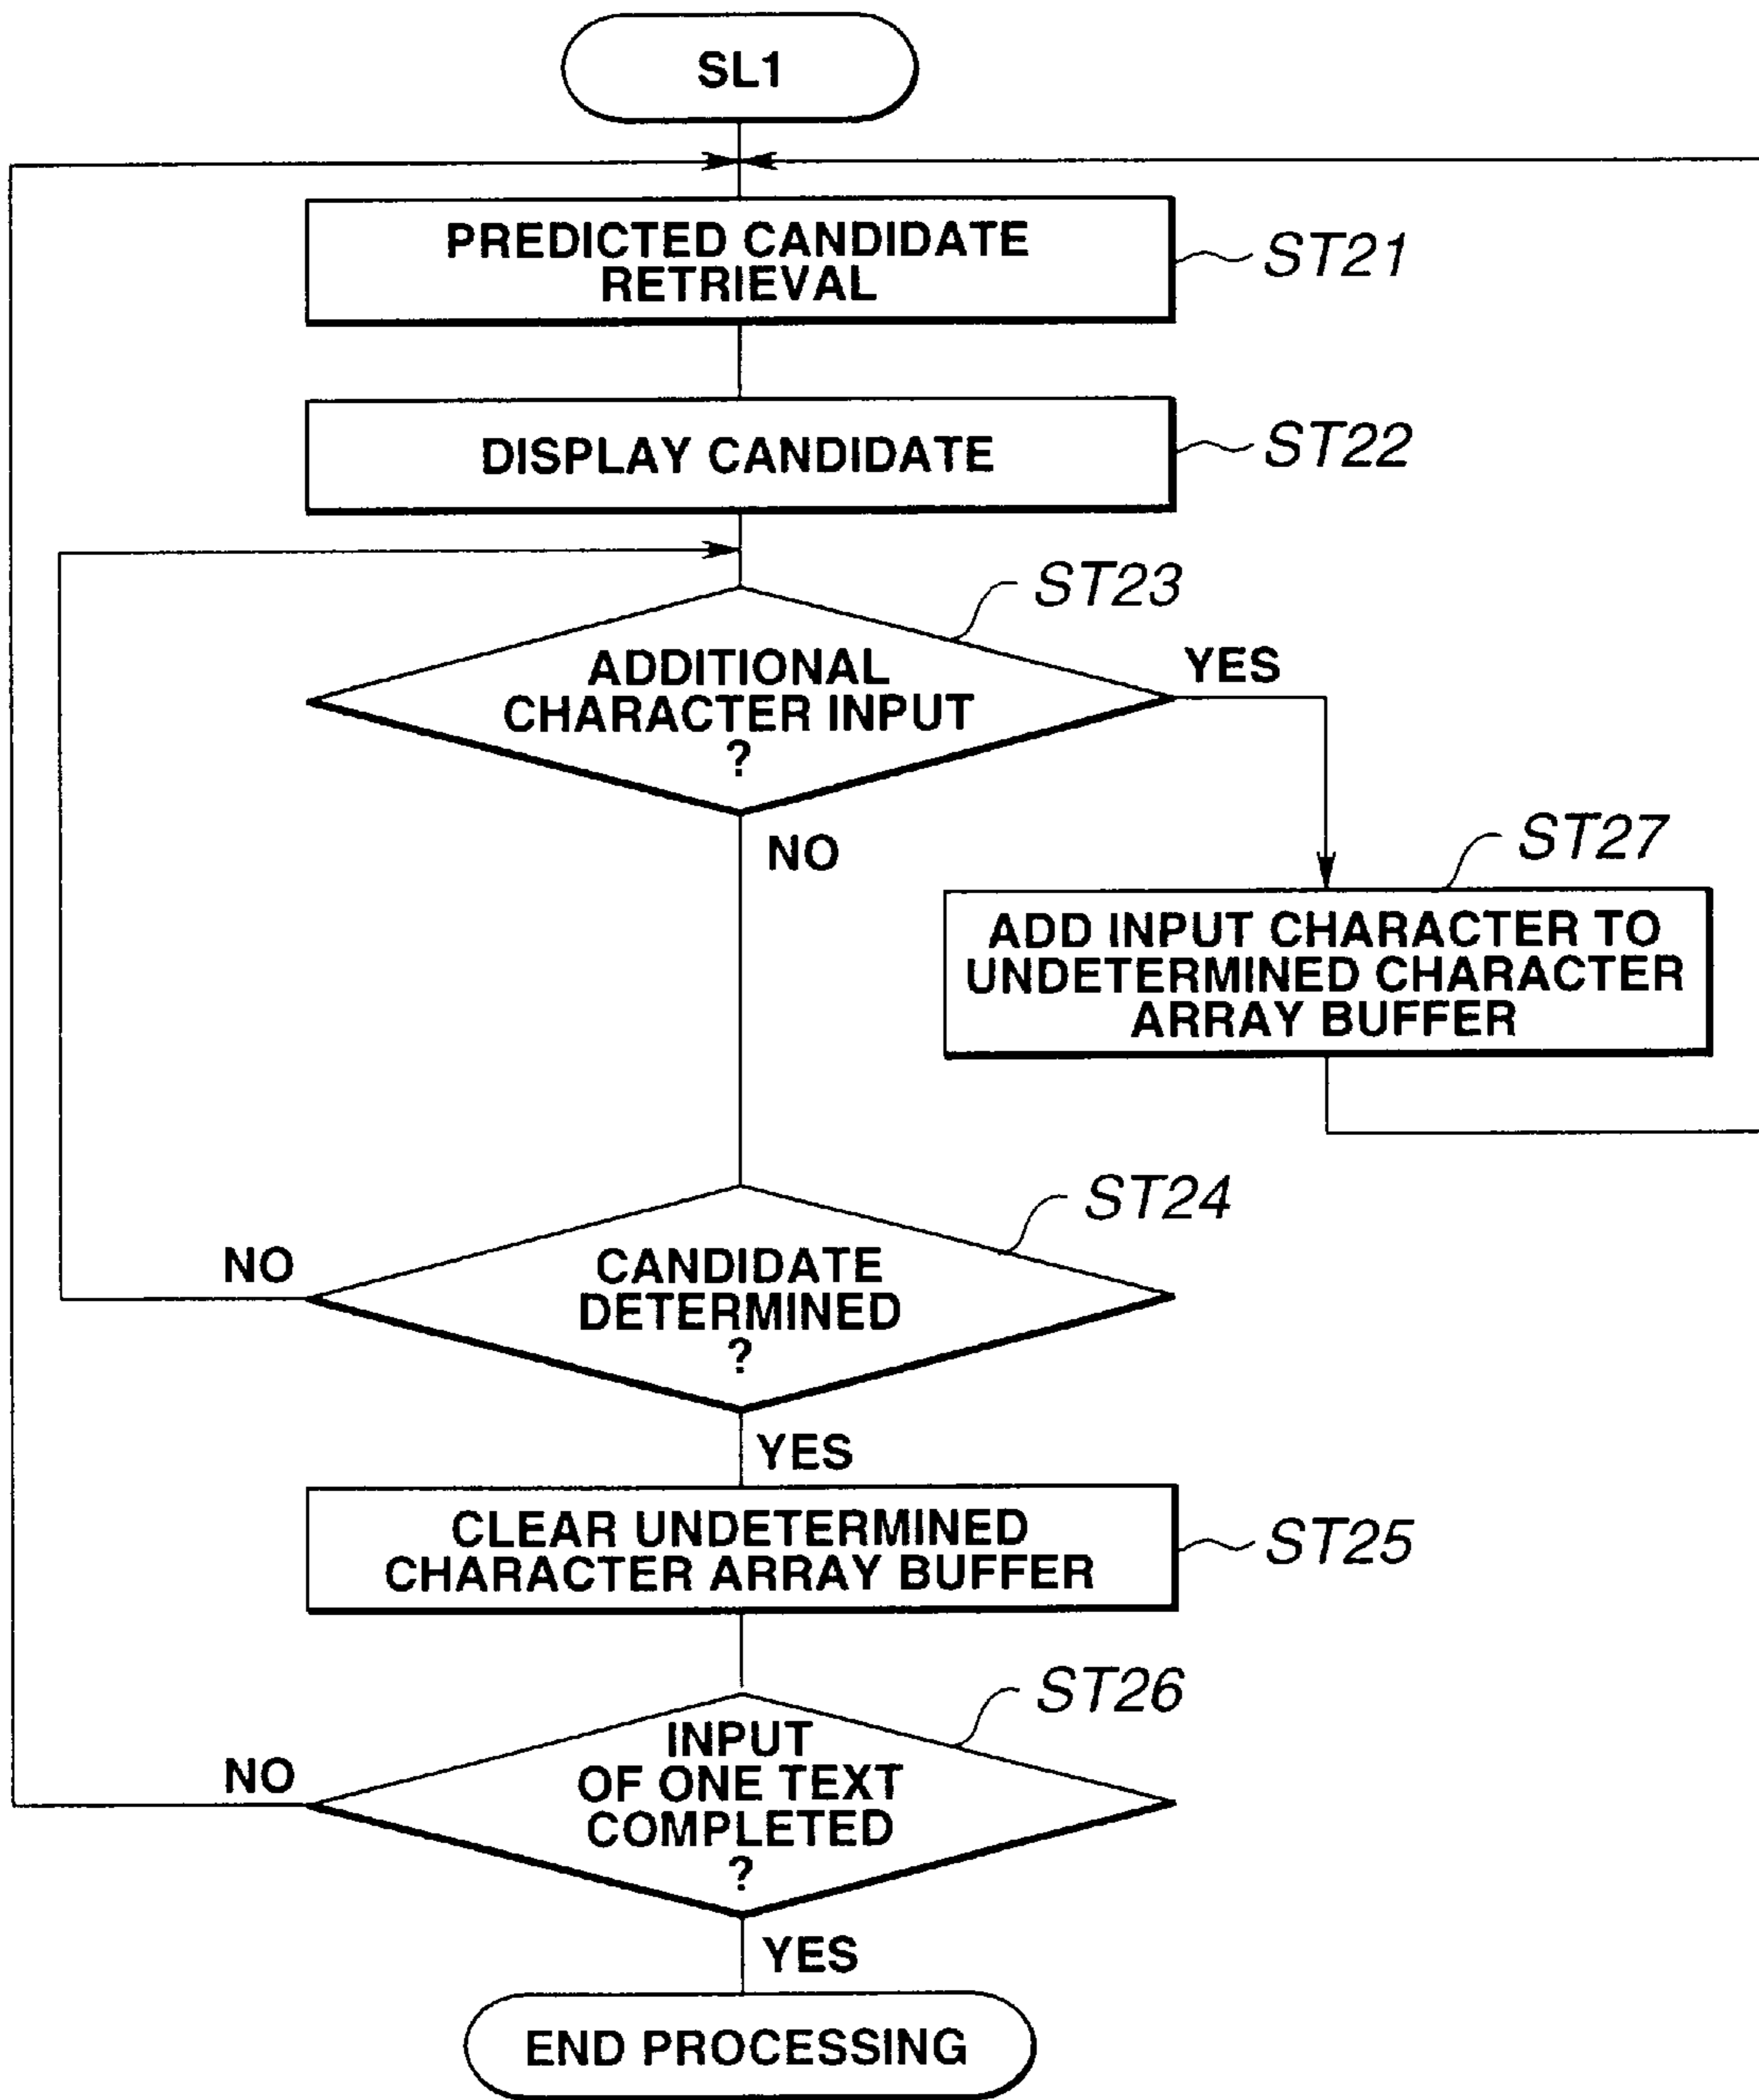 SL1
PREDICTED CANDIDATE
RETRIEVAL
ST21
DISPLAY CANDIDATE
ST22
ST23
ADDITIONAL
CHARACTER INPUT
?
YES
NO
ST27
ADD INPUT CHARACTER TO
UNDETERMINED CHARACTER
ARRAY BUFFER
ST24
NO
CANDIDATE
DETERMINED
?
YES
CLEAR UNDETERMINED
CHARACTER ARRAY BUFFER
ST25
ST26
NO
INPUT
OF ONE TEXT
COMPLETED
?
YES
END PROCESSING